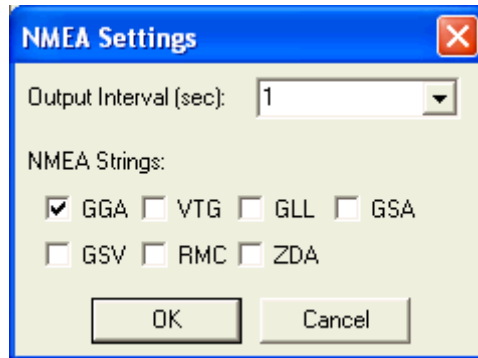 NMEA Settings
Output Interval (sec): 1
NMEA Strings:
GGA VTG GLL GSA
GSV RMC ZDA
OK Cancel